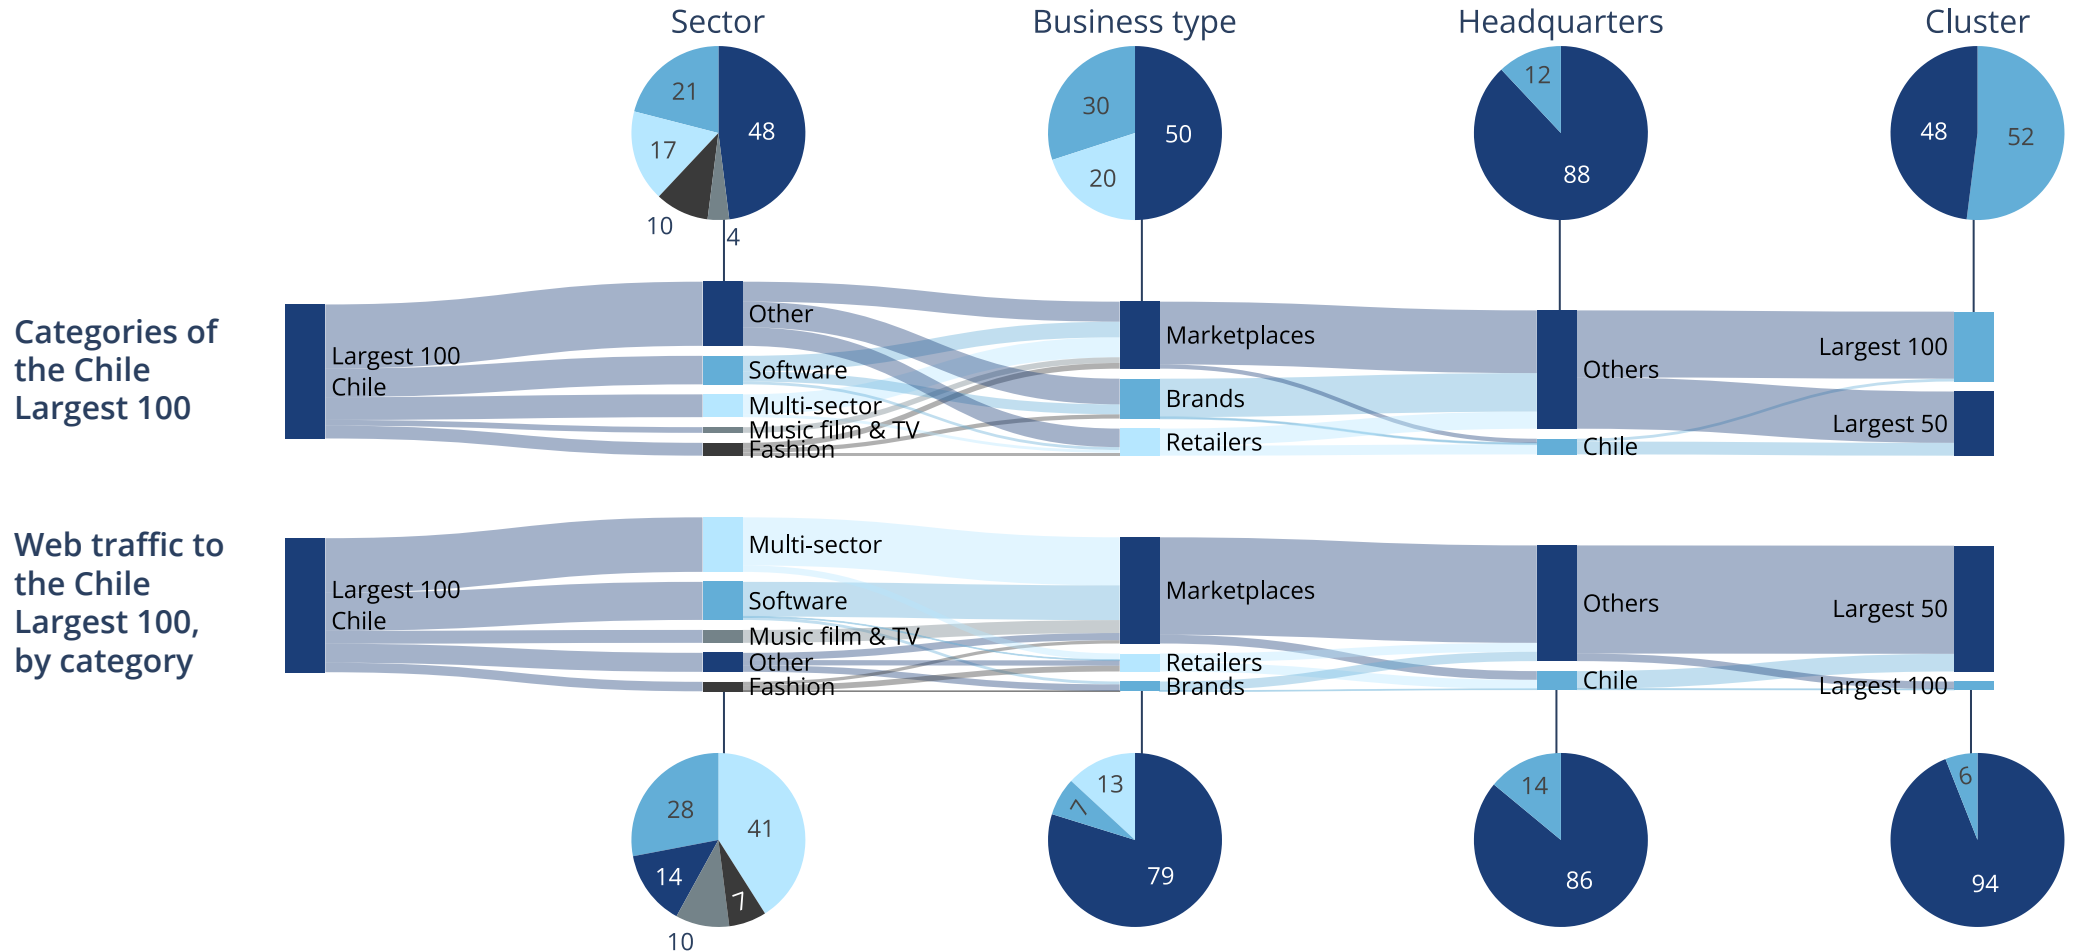 Sector
Business type
Headquarters
Cluster
21
48
17
10
4
30
50
20
12
88
48
52
Categories of
the Chile
Largest 100
Largest 100
Chile
Other
Software
Multi-sector
Music film & TV
Fashion
Marketplaces
Brands
Retailers
Others
Chile
Largest 100
Largest 50
Web traffic to
the Chile
Largest 100,
by category
Largest 100
Chile
Multi-sector
Software
Music film & TV
Other
Fashion
Marketplaces
Retailers
Brands
Others
Chile
Largest 50
Largest 100
28
41
14
7
10
13
7
79
14
86
6
94